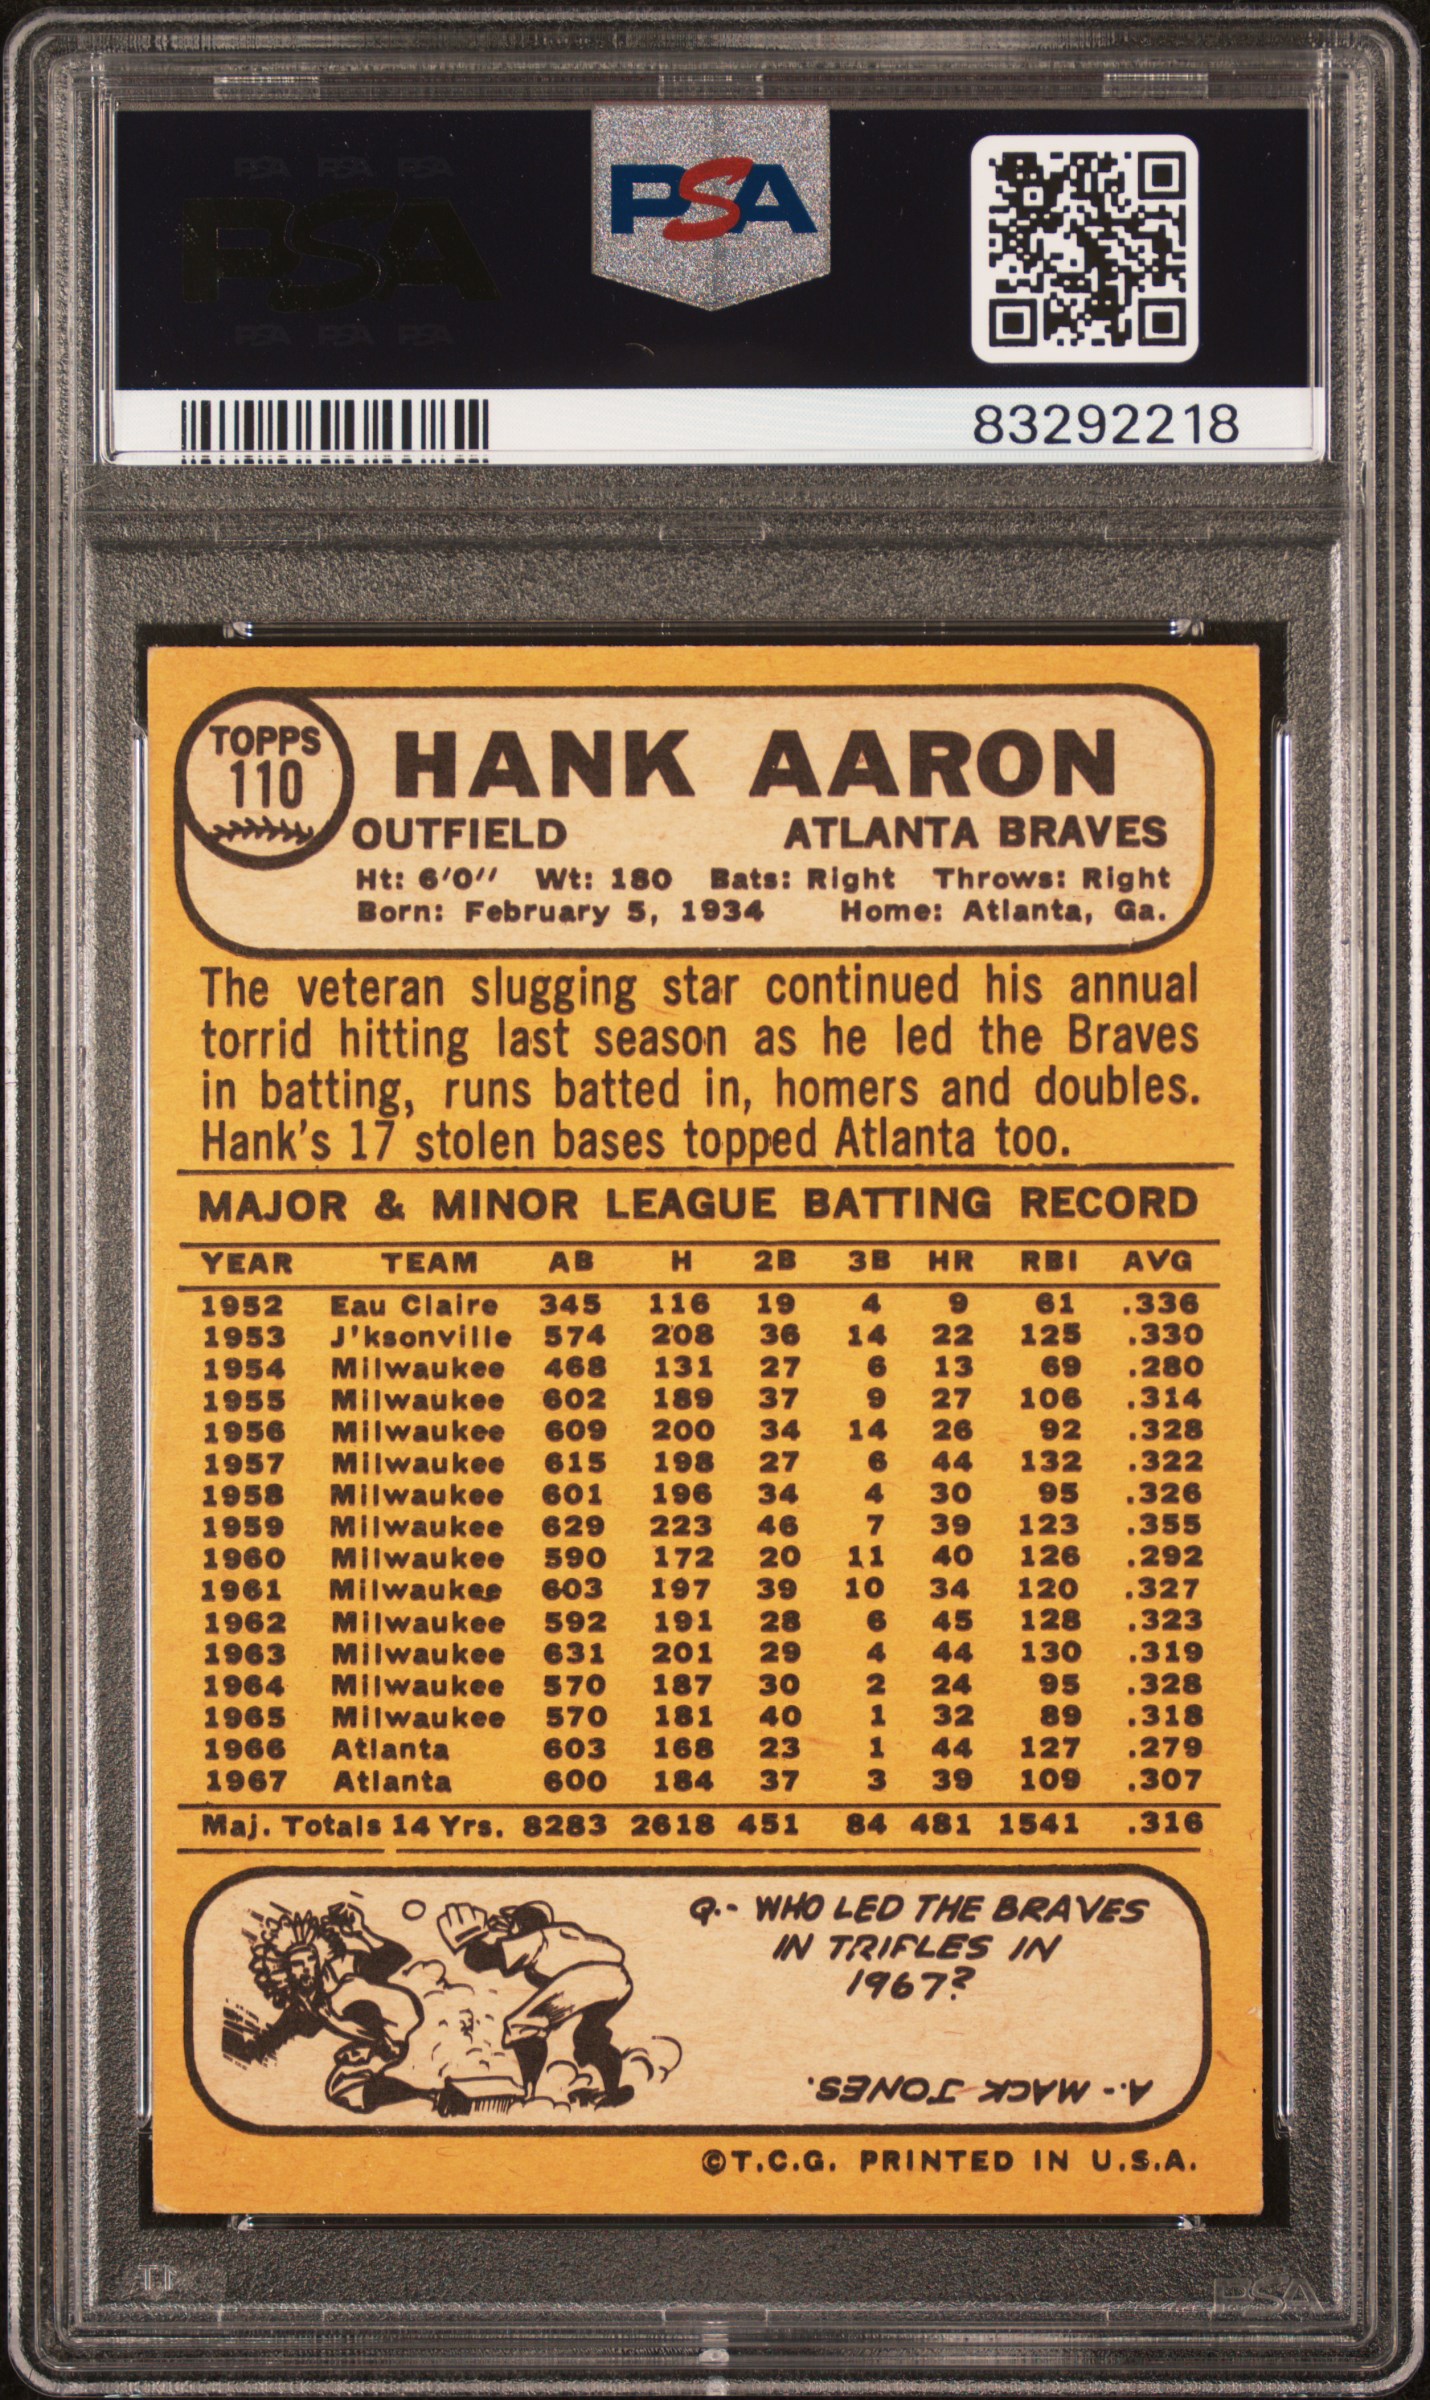 PSA PSA PSA
PSA
PSA PSA PSA
PSA
83292218
TOPPS
110
HANK AARON
OUTFIELD ATLANTA BRAVES
Ht: 6'0'' Wt: 180 Bats: Right Throws: Right
Born: February 5, 1934 Home: Atlanta, Ga.
The veteran slugging star continued his annual
torrid hitting last season as he led the Braves
in batting, runs batted in, homers and doubles.
Hank's 17 stolen bases topped Atlanta too.
MAJOR & MINOR LEAGUE BATTING RECORD
YEAR TEAM AB H 2B 3B HR RBI AVG
1952 Eau Claire 345 116 19 4 9 61 .336
1953 J'ksonville 574 208 36 14 22 125 .330
1954 Milwaukee 468 131 27 6 13 69 .280
1955 Milwaukee 602 189 37 9 27 106 .314
1956 Milwaukee 609 200 34 14 26 92 .328
1957 Milwaukee 615 198 27 6 44 132 .322
1958 Milwaukee 601 196 34 4 30 95 .326
1959 Milwaukee 629 223 46 7 39 123 .355
1960 Milwaukee 590 172 20 11 40 126 .292
1961 Milwaukee 603 197 39 10 34 120 .327
1962 Milwaukee 592 191 28 6 45 128 .323
1963 Milwaukee 631 201 29 4 44 130 .319
1964 Milwaukee 570 187 30 2 24 95 .328
1965 Milwaukee 570 181 40 1 32 89 .318
1966 Atlanta 603 168 23 1 44 127 .279
1967 Atlanta 600 184 37 3 39 109 .307
Maj. Totals 14 Yrs. 8283 2618 451 84 481 1541 .316
Q.- WHO LED THE BRAVES
IN TRIFLES IN
1967?
A.- MACK JONES.
©T.C.G. PRINTED IN U.S.A.
PSA